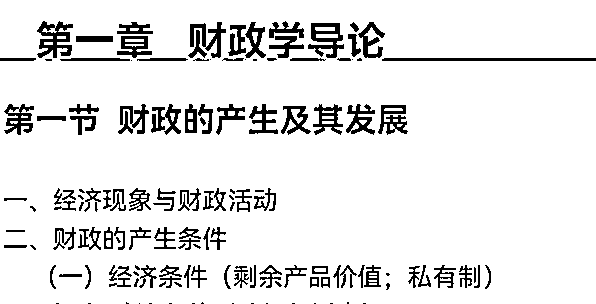 第一章 财政学导论
第一节 财政的产生及其发展
一、经济现象与财政活动
二、财政的产生条件
（一）经济条件（剩余产品价值；私有制）